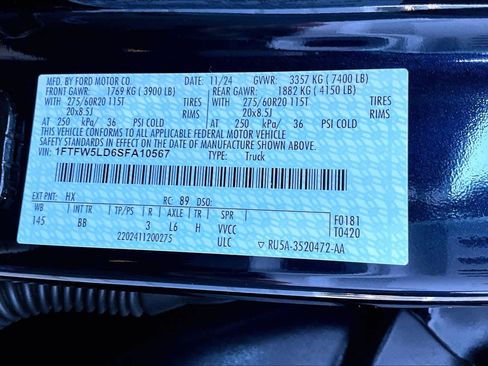 MFD. BY FORD MOTOR CO. 11/24 GVWR: 3357 KG ( 7400 LB)
FRONT GAWR: 1769 KG ( 3900 LB) REAR GAWR: 1882 KG ( 4150 LB)
WITH 275/60R20 115T TIRES WITH 275/60R20 115T TIRES
20x8.5J RIMS 20x8.5J RIMS
AT 250 kPa/ 36 PSI COLD AT 250 kPa/ 36 PSI COLD
THIS VEHICLE CONFORMS TO ALL APPLICABLE FEDERAL MOTOR VEHICLE
SAFETY STANDARDS IN EFFECT ON THE DATE OF MANUFACTURE SHOWN ABOVE.
VIN: 1FTFW5LD6SFA10567 TYPE: Truck
EXT PNT: HX RC: 89 DSO:
WB INT TR TP/PS R AXLE TR SPR
145 BB 3 L6 H VVCC F0181
2202411200275 ULC T0420
▽ RU5A-3520472-AA